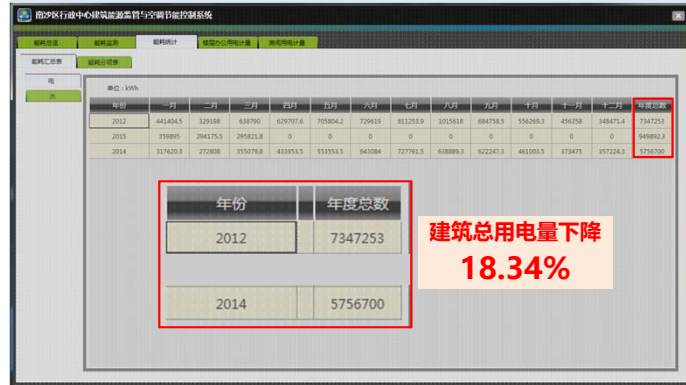 南沙区行政中心建筑能源监管与空调节能控制系统
能耗总览 能耗监测 能耗统计 楼层办公用电计量 房间用电计量
能耗汇总表 能耗分项表
电
水
单位：kWh
年份 一月 二月 三月 四月 五月 六月 七月 八月 九月 十月 十一月 十二月 年度总数
2012 441404.5 329198 638790 629707.6 705804.2 729619 811253.9 1015618 684758.5 556269.3 456358 348471.4 7347253
2015 359895 294175.5 295821.8 0 0 0 0 0 0 0 0 0 949892.3
2014 317620.3 272808 355079.8 433953.5 553553.5 643084 727761.5 638889.3 622247.3 461003.5 373475 357224.3 5756700
年份 年度总数
2012 7347253
2014 5756700
建筑总用电量下降
18.34%